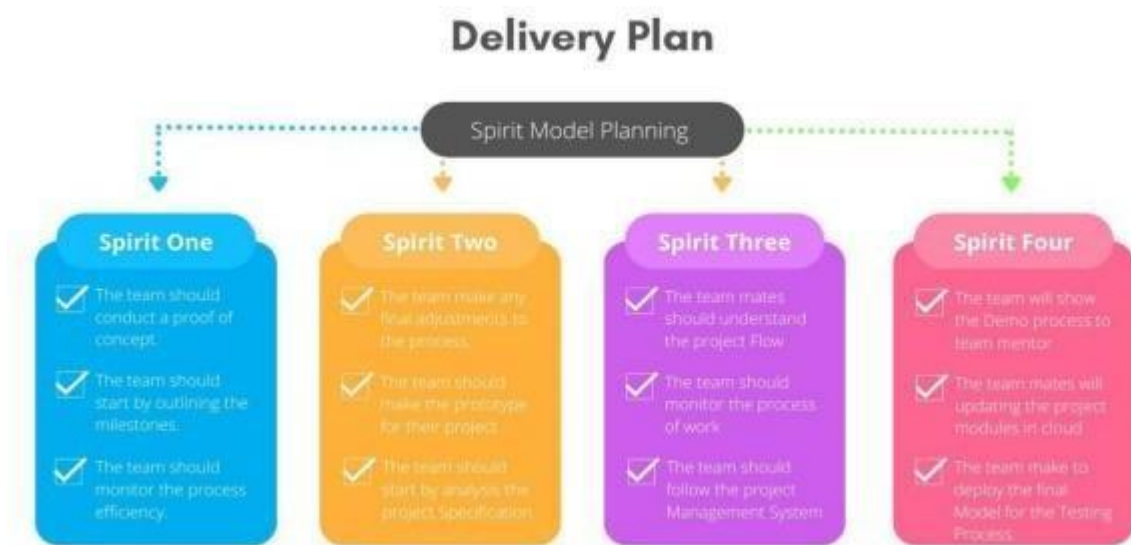 Delivery Plan
Spirit Model Planning
Spirit One
The team should
conduct a proof of
concept.
The team should
start by outlining the
milestories.
The team should
monitor the process
efficiency.
Spirit Two
The team make any
final adjustments to
the process.
The team should
make the prototype
for their project
The team should
start by analysis the
project Specification
Spirit Three
The team mates
should understand
the project Flow
The team should
monitor the process
of work
The team should
follow the project
Management System
Spirit Four
The team will show
the Demo process to
team mentor
The team mates will
updating the project
modules in cloud
The team make to
deploy the final
Model for the Testing
Process